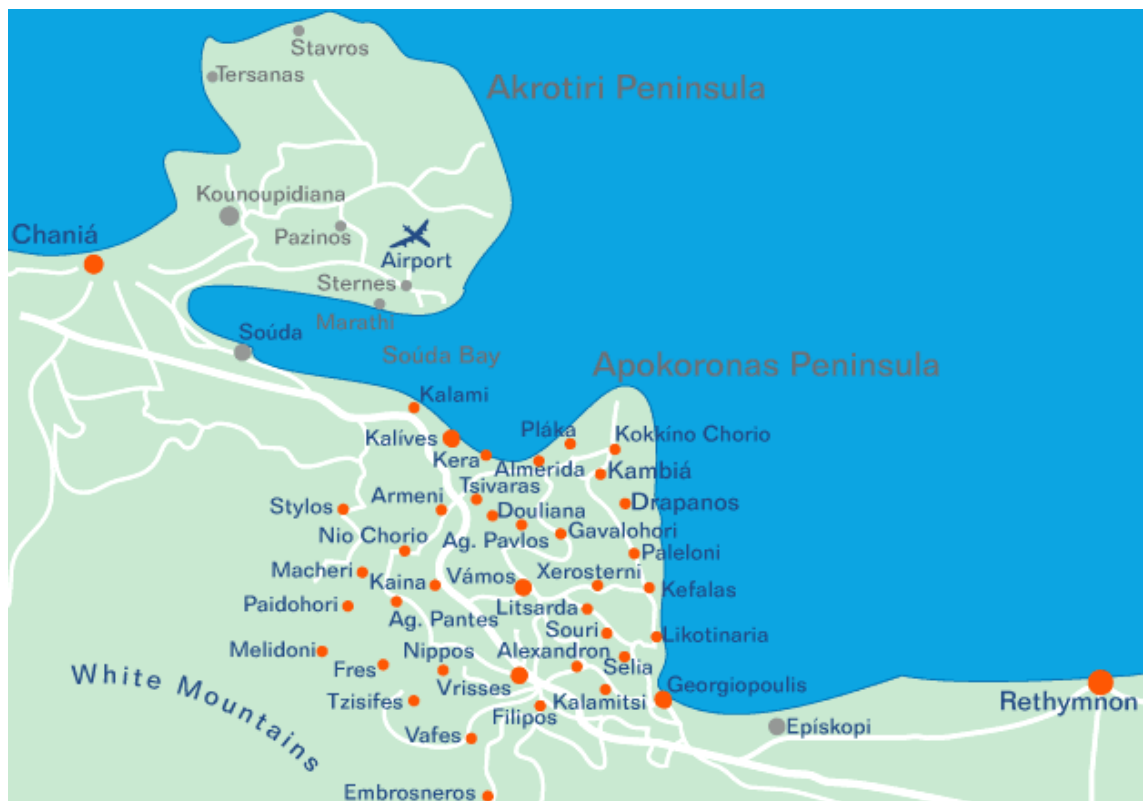 Stavros
Tersanas
Akrotiri Peninsula
Kounoupidiana
Chaniá
Pazinos
Airport
Sternes
Marathi
Soúda
Soúda Bay
Apokoronas Peninsula
Kalami
Pláka
Kokkíno Chorio
Kalíves
Kera
Almerida
Kambiá
Tsivaras
Armeni
Stylos
Douliana
Drapanos
Nio Chorio
Ag. Pavlos
Gavalohori
Paleloni
Macheri
Kaina
Vámos
Xerosterni
Kefalas
Paidohori
Ag. Pantes
Litsarda
Souri
Likotinaria
Melidoni
Fres
Nippos
Alexandron
Selia
White Mountains
Tzisifes
Vrisses
Filipos
Kalamitsi
Georgiopoulis
Rethymnon
Vafes
Epískopi
Embrosneros